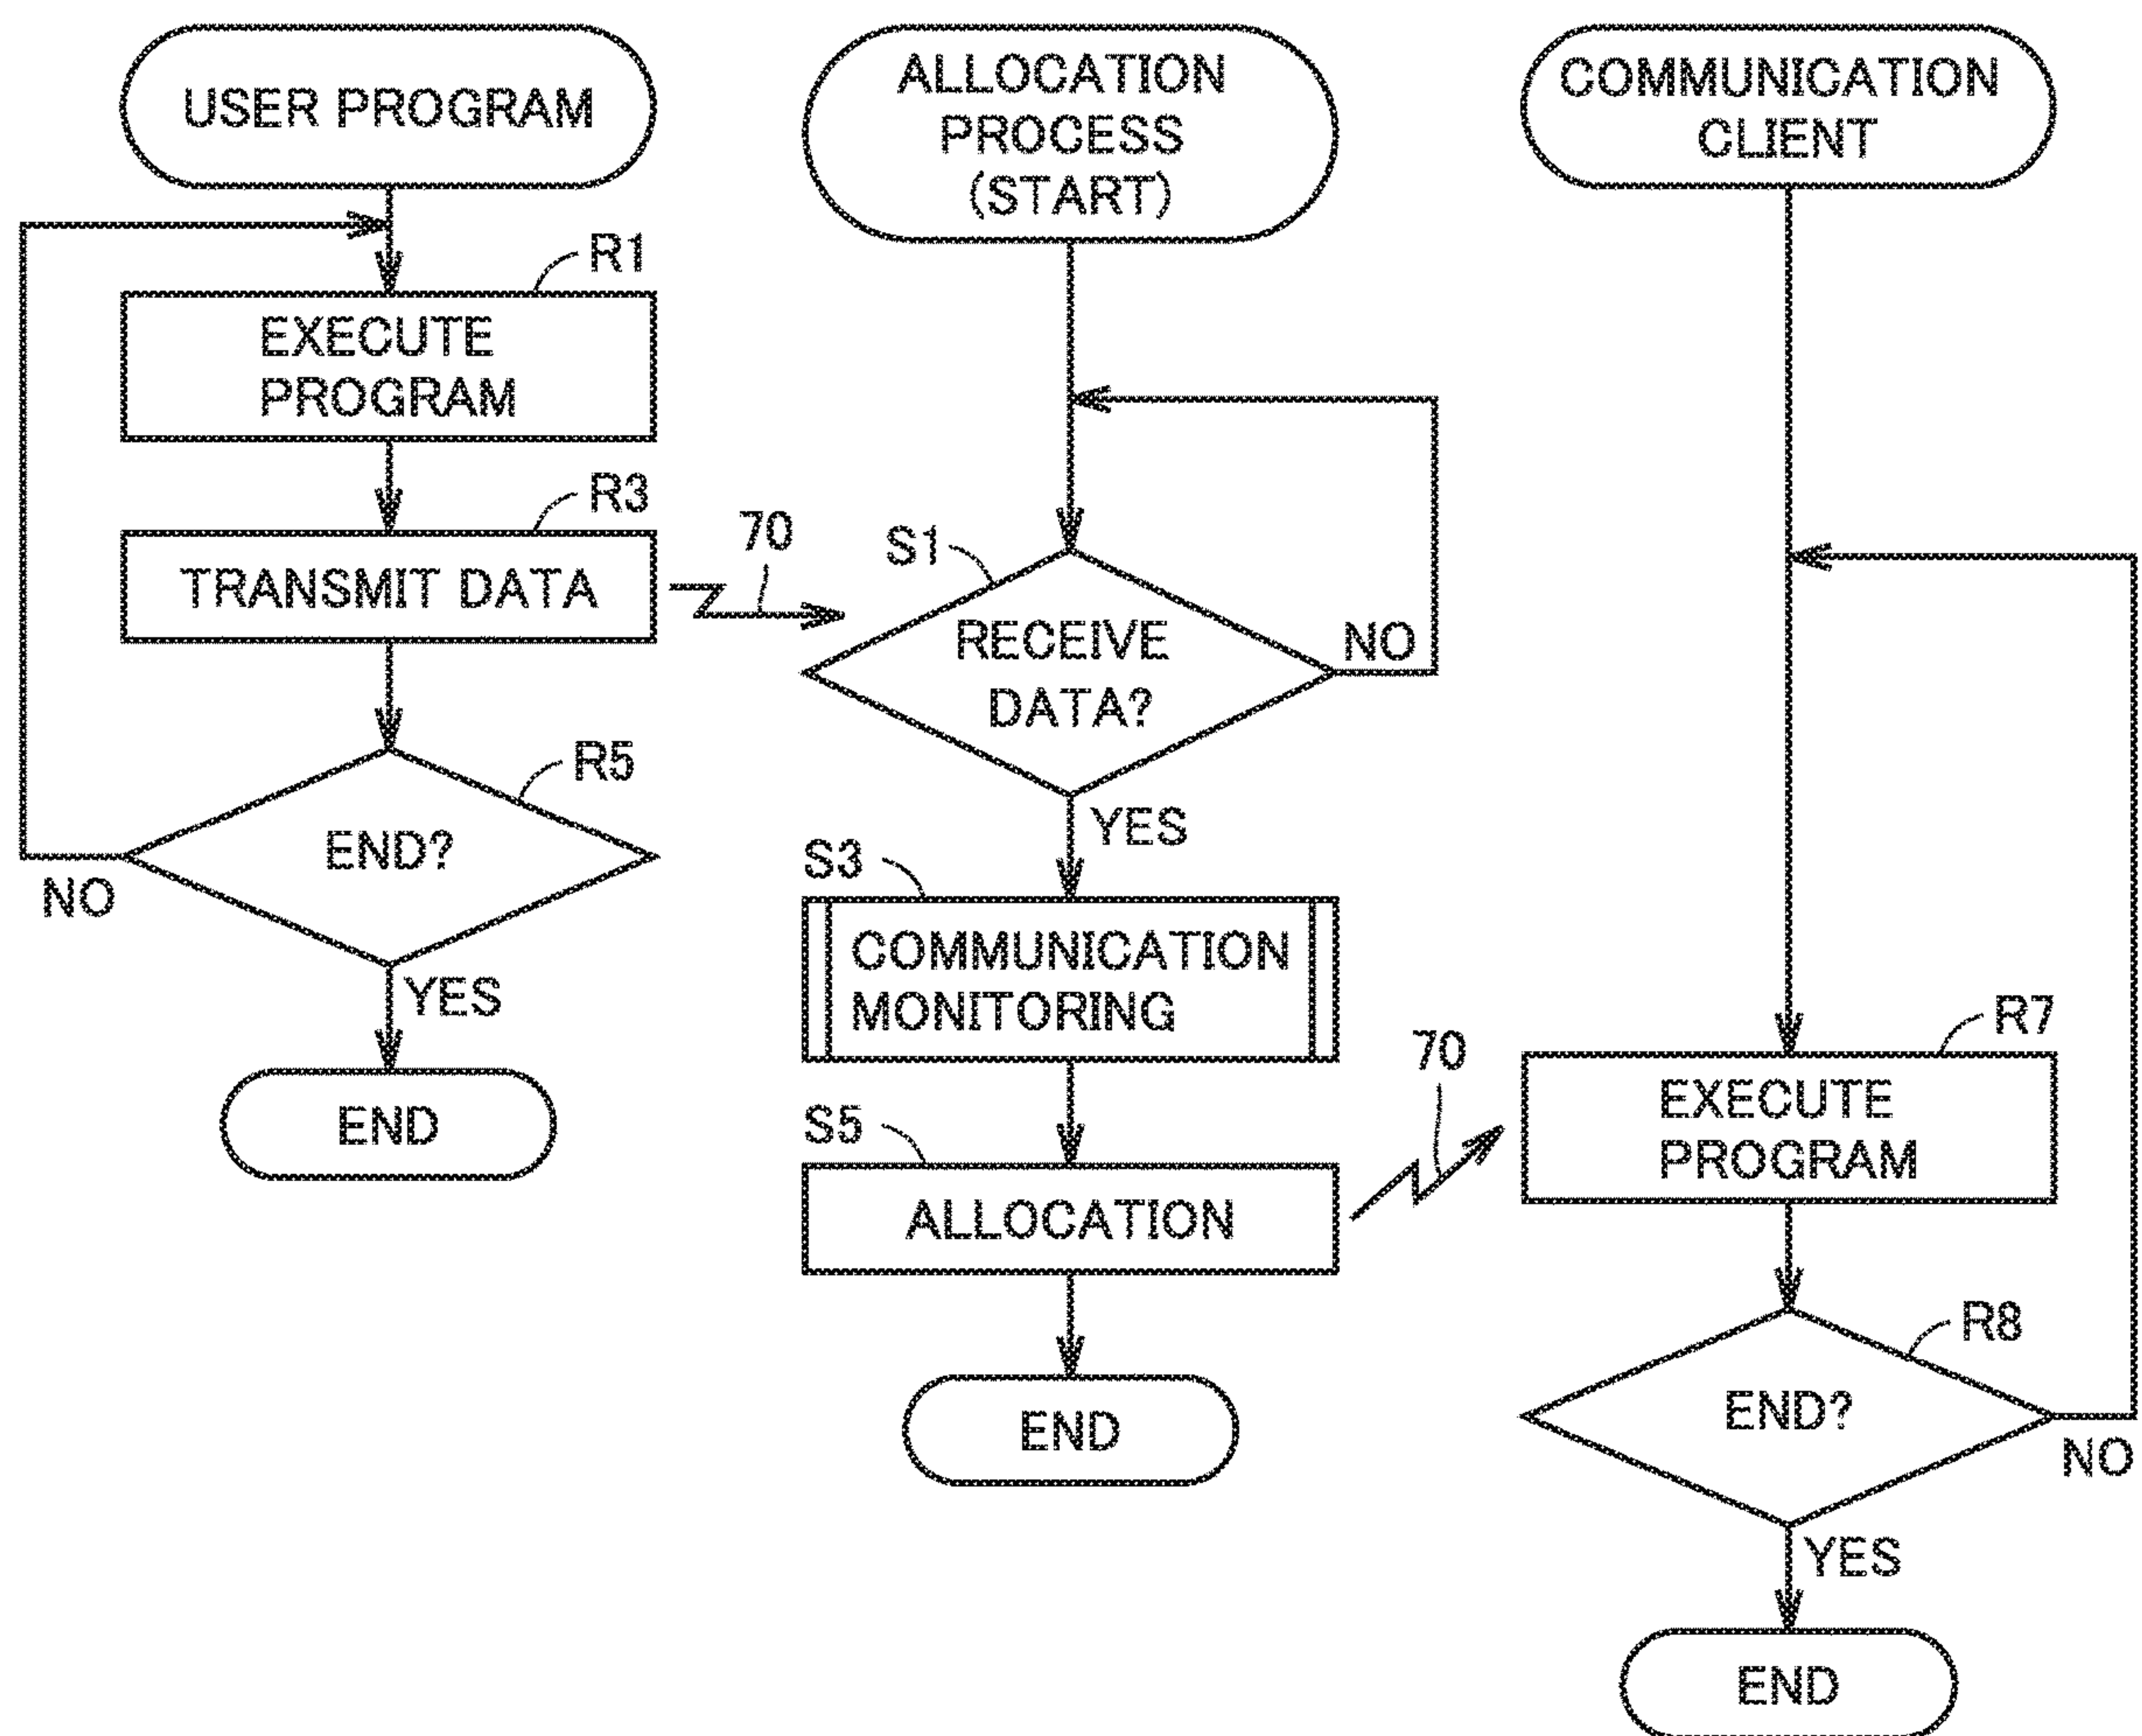 USER PROGRAM
R1
EXECUTE
PROGRAM
R3
TRANSMIT DATA
70
R5
END?
NO
YES
END
ALLOCATION
PROCESS
(START)
S1
RECEIVE
DATA?
NO
YES
S3
COMMUNICATION
MONITORING
S5
ALLOCATION
70
END
COMMUNICATION
CLIENT
R7
EXECUTE
PROGRAM
R8
END?
NO
YES
END